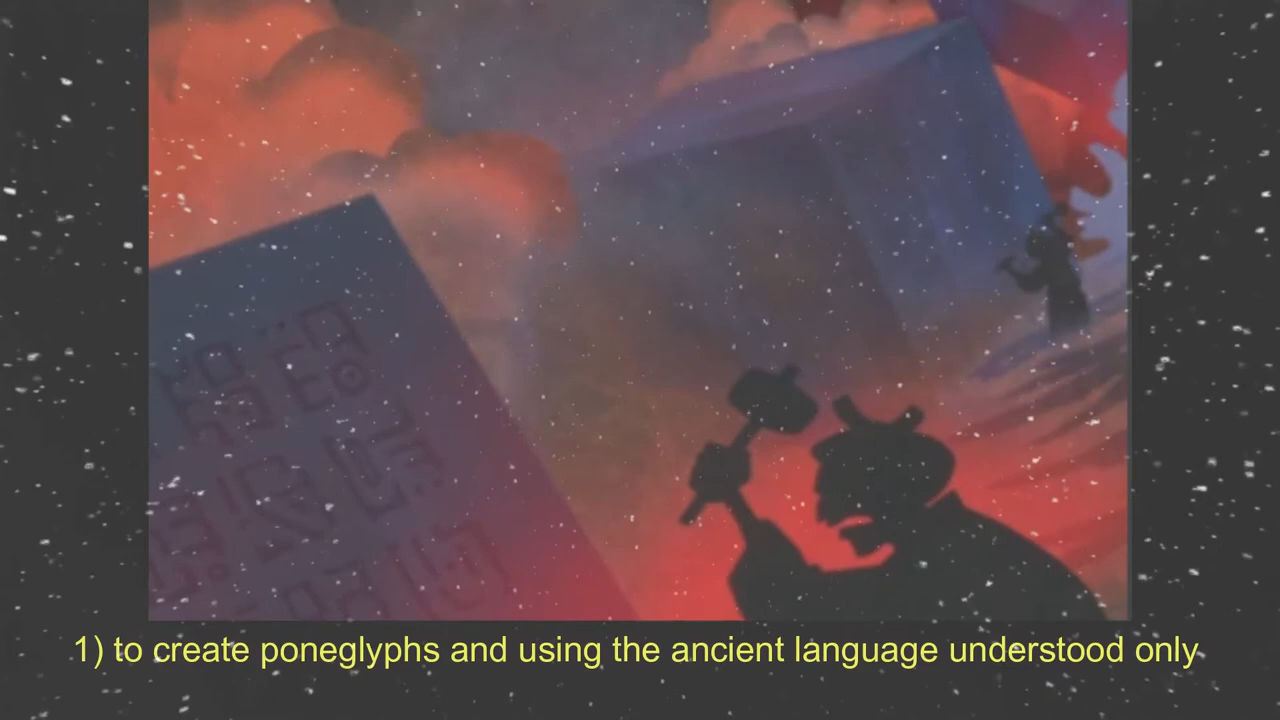 1) to create poneglyphs and using the ancient language understood only